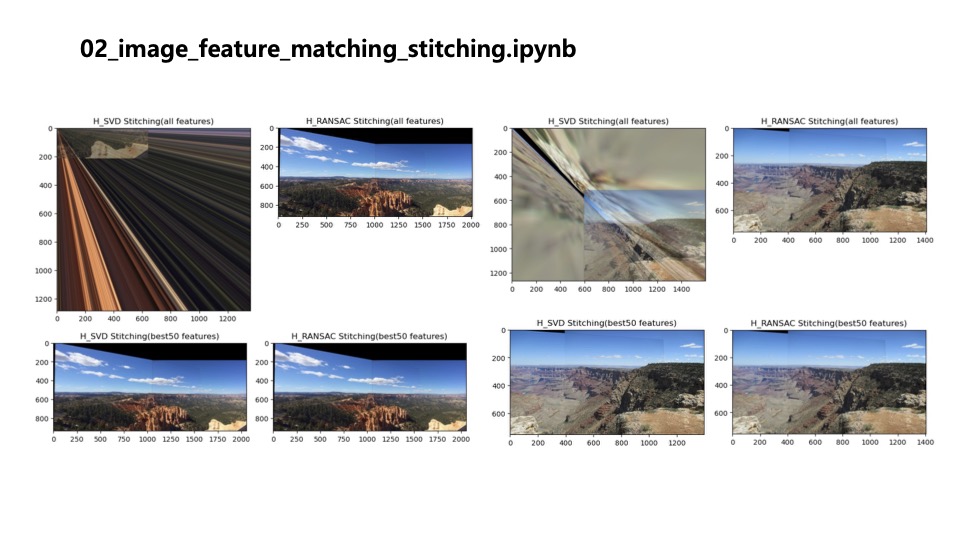 02_image_feature_matching_stitching.ipynb
H_SVD Stitching(all features)
0
200
400
600
800
1000
1200
0 200 400 600 800 1000 1200
H_RANSAC Stitching(all features)
0
200
400
600
800
0 250 500 750 1000 1250 1500 1750 2000
H_SVD Stitching(all features)
0
200
400
600
800
1000
1200
0 200 400 600 800 1000 1200 1400
H_RANSAC Stitching(all features)
0
200
400
600
0 200 400 600 800 1000 1200 1400
H_SVD Stitching(best50 features)
0
200
400
600
800
0 250 500 750 1000 1250 1500 1750 2000
H_RANSAC Stitching(best50 features)
0
200
400
600
800
0 250 500 750 1000 1250 1500 1750 2000
H_SVD Stitching(best50 features)
0
200
400
600
0 200 400 600 800 1000 1200
H_RANSAC Stitching(best50 features)
0
200
400
600
0 200 400 600 800 1000 1200 1400